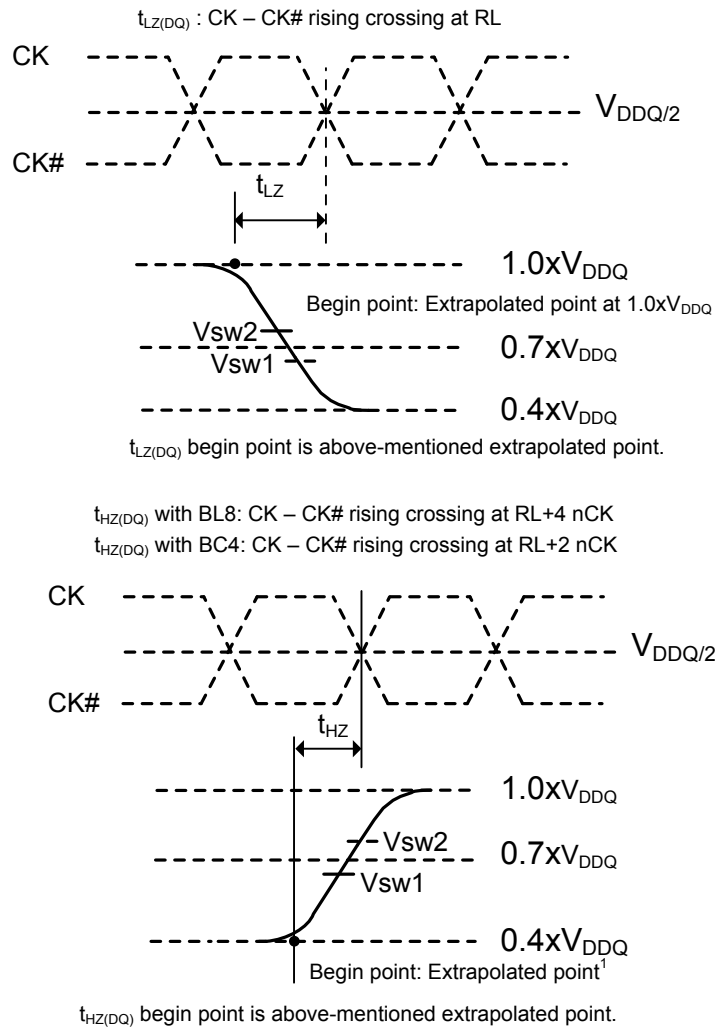 tLZ(DQ) : CK – CK# rising crossing at RL
CK
VDDQ/2
CK#
tLZ
1.0xVDDQ
Begin point: Extrapolated point at 1.0xVDDQ
Vsw2
0.7xVDDQ
Vsw1
0.4xVDDQ
tLZ(DQ) begin point is above-mentioned extrapolated point.
tHZ(DQ) with BL8: CK – CK# rising crossing at RL+4 nCK
tHZ(DQ) with BC4: CK – CK# rising crossing at RL+2 nCK
CK
VDDQ/2
CK#
tHZ
1.0xVDDQ
Vsw2
0.7xVDDQ
Vsw1
0.4xVDDQ
Begin point: Extrapolated point1
tHZ(DQ) begin point is above-mentioned extrapolated point.